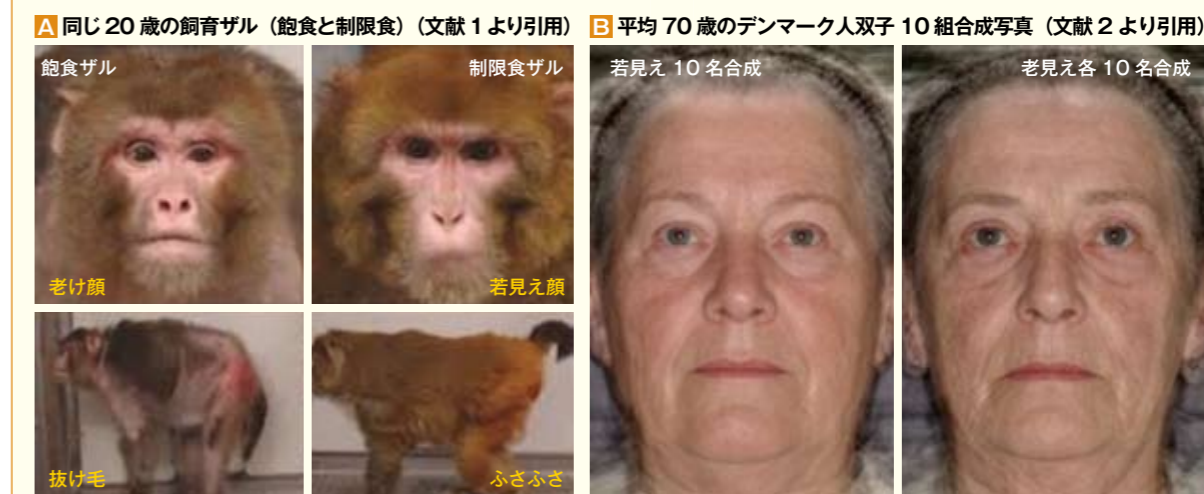 A 同じ 20 歳の飼育ザル（飽食と制限食）（文献 1 より引用）
B 平均 70 歳のデンマーク人双子 10 組合成写真（文献 2 より引用）
飽食ザル
制限食ザル
若見え 10 名合成
老見え各 10 名合成
老け顔
若見え顔
抜け毛
ふさふさ